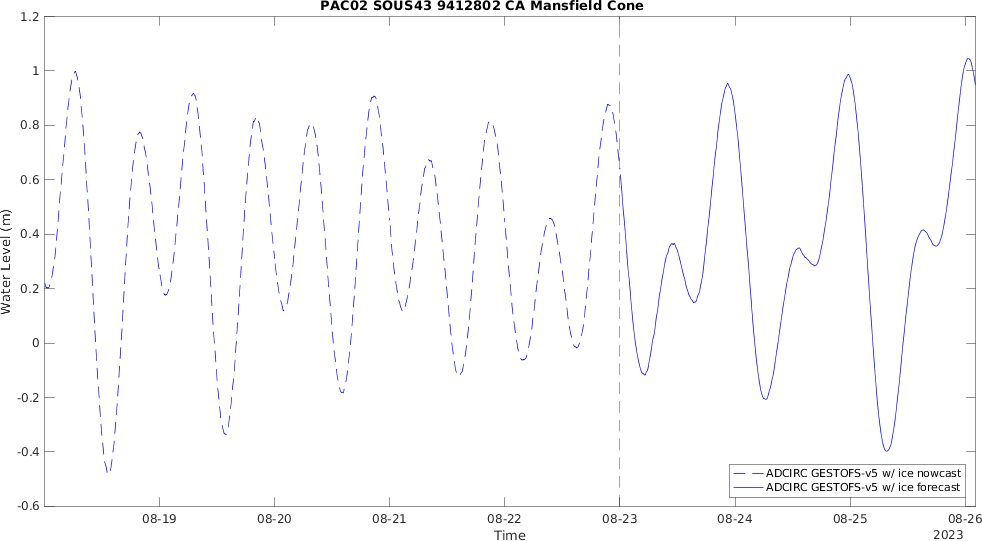 PAC02 SOUS43 9412802 CA Mansfield Cone
1.2
1
0.8
0.6
0.4
0.2
0
-0.2
-0.4
-0.6
Water Level (m)
ADCIRC GESTOFS-v5 w/ ice nowcast
ADCIRC GESTOFS-v5 w/ ice forecast
08-19 08-20 08-21 08-22 08-23 08-24 08-25 08-26
Time
2023